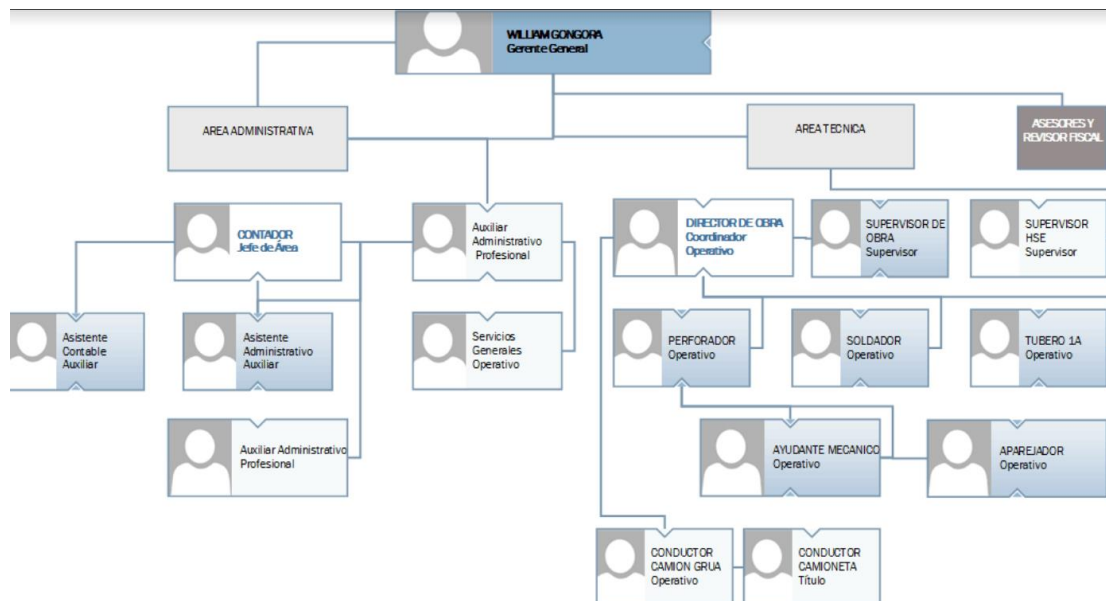 WILLIAM GONGORA
Gerente General
AREA ADMINISTRATIVA
AREA TECNICA
ASESORES Y
REVISOR FISCAL
CONTADOR
Jefe de Área
Auxiliar
Administrativo
Profesional
DIRECTOR DE OBRA
Coordinador
Operativo
SUPERVISOR DE
OBRA
Supervisor
SUPERVISOR
HSE
Supervisor
Asistente
Contable
Auxiliar
Asistente
Administrativo
Auxiliar
Servicios
Generales
Operativo
PERFORADOR
Operativo
SOLDADOR
Operativo
TUBERO 1A
Operativo
Auxiliar Administrativo
Profesional
AYUDANTE MECANICO
Operativo
APAREJADOR
Operativo
CONDUCTOR
CAMION GRUA
Operativo
CONDUCTOR
CAMIONETA
Título